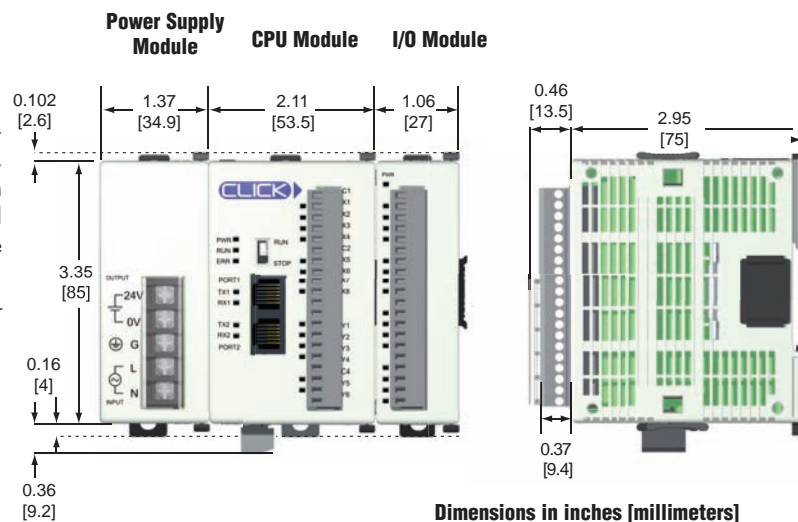 Power Supply
Module
CPU Module
I/O Module
0.102
[2.6]
1.37
[34.9]
2.11
[53.5]
1.06
[27]
0.46
[13.5]
2.95
[75]
3.35
[85]
0.16
[4]
0.36
[9.2]
0.37
[9.4]
OUTPUT
24V
0V
G
L
N
INPUT
CLICK
PWR
RUN
ERR
RUN
STOP
PORT1
TX1
RX1
TX2
RX2
PORT2
C1
X1
X2
X3
X4
C2
X5
X6
X7
X8
Y1
Y2
Y3
Y4
C4
Y5
Y6
PWR
Dimensions in inches [millimeters]